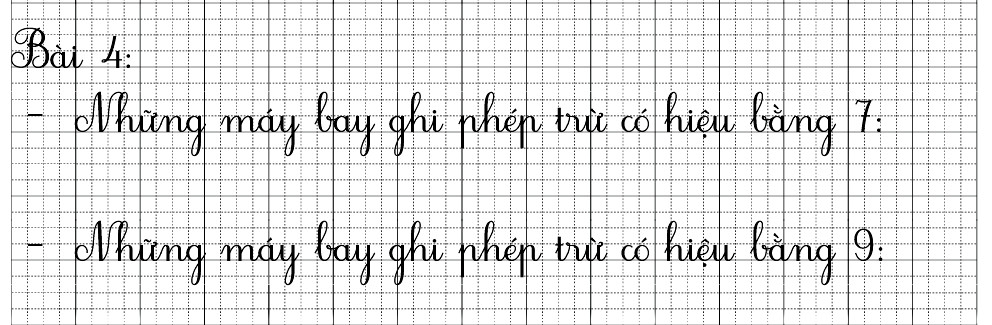 Bài 4:
- Những máy bay ghi phép trừ có hiệu bằng 7:
- Những máy bay ghi phép trừ có hiệu bằng 9: